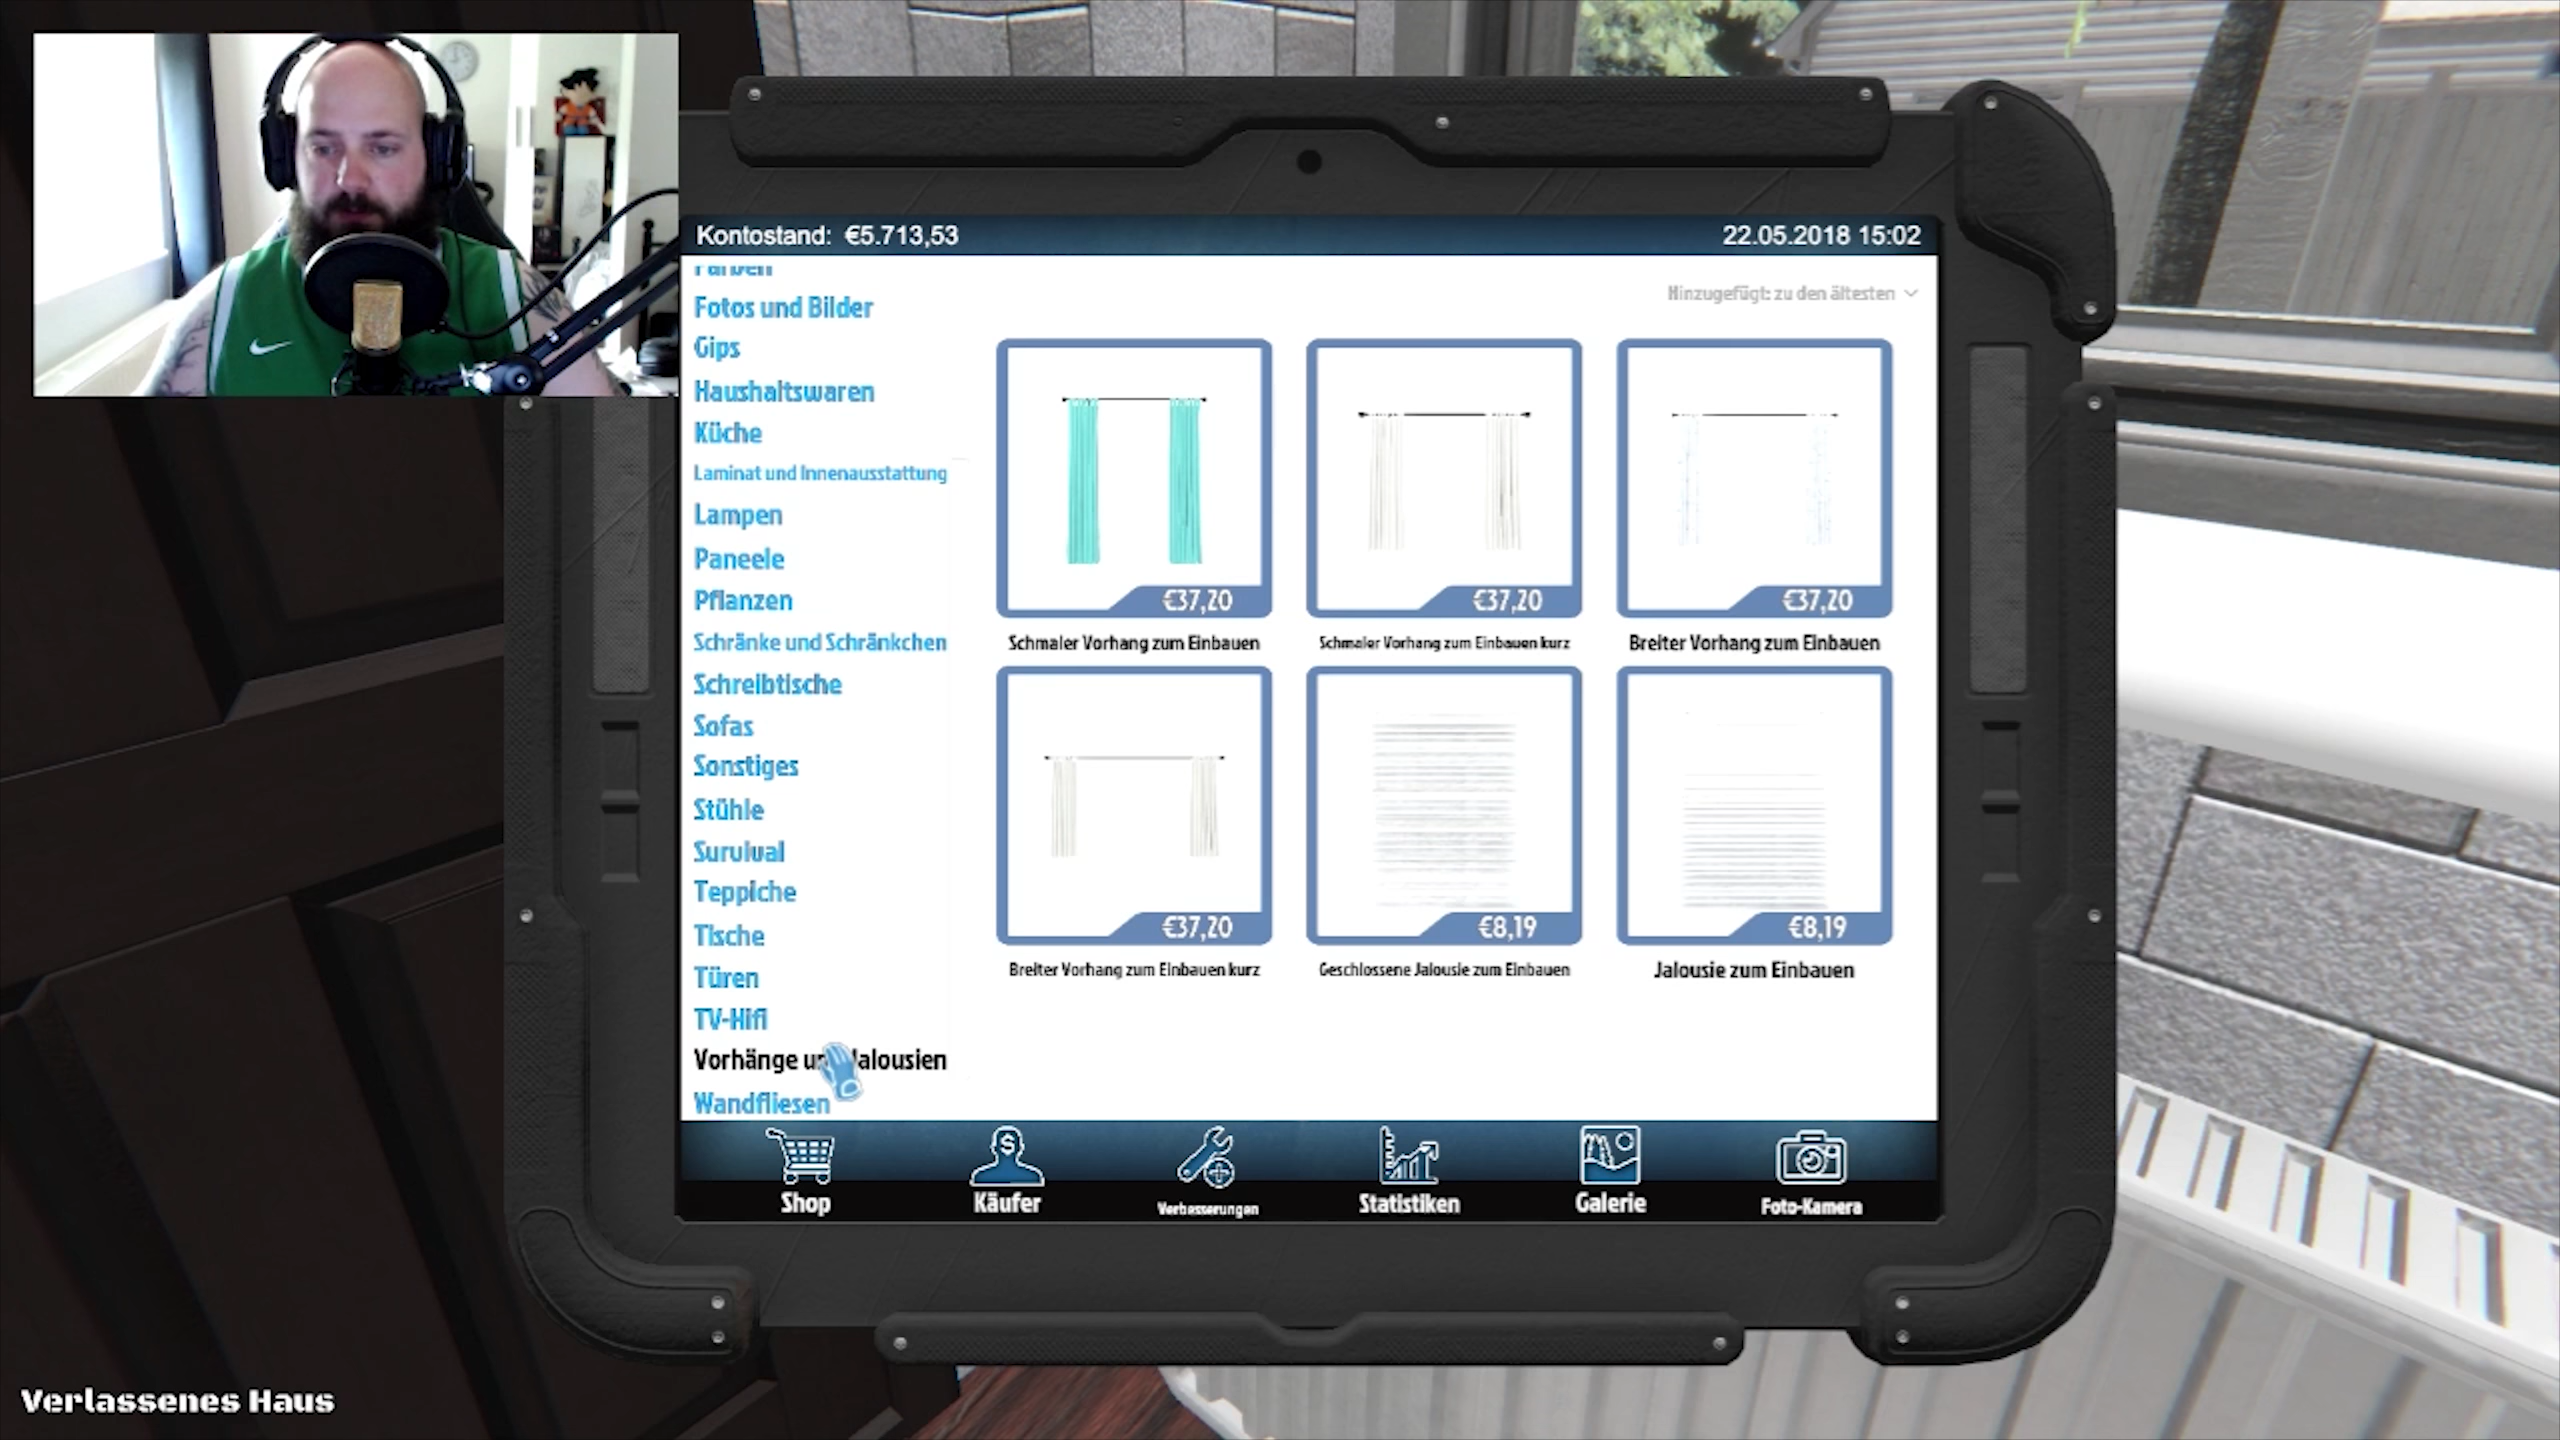 Kontostand: €5.713,53
22.05.2018 15:02
Farben
Fotos und Bilder
Gips
Haushaltswaren
Küche
Laminat und Innenausstattung
Lampen
Paneele
Pflanzen
Schränke und Schränkchen
Schreibtische
Sofas
Sonstiges
Stühle
Survival
Teppiche
Tische
Türen
TV-Hifi
Vorhänge und Jalousien
Wandfliesen
Hinzugefügt: zu den ältesten
€37,20
€37,20
€37,20
Schmaler Vorhang zum Einbauen
Schmaler Vorhang zum Einbauen kurz
Breiter Vorhang zum Einbauen
€37,20
€8,19
€8,19
Breiter Vorhang zum Einbauen kurz
Geschlossene Jalousie zum Einbauen
Jalousie zum Einbauen
Shop
Käufer
Verbesserungen
Statistiken
Galerie
Foto-Kamera
Verlassenes Haus